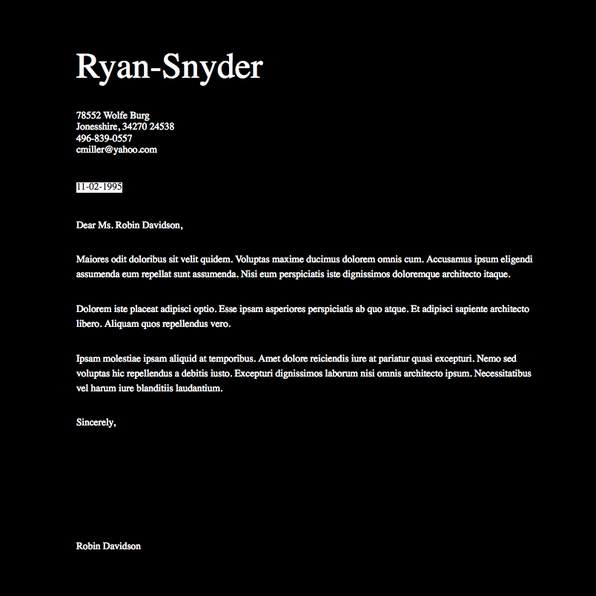 Ryan-Snyder
78552 Wolfe Burg
Jonesshire, 34270 24538
496-839-0557
cmiller@yahoo.com
11-02-1995
Dear Ms. Robin Davidson,
Maiores odit doloribus sit velit quidem. Voluptas maxime ducimus dolorem omnis cum. Accusamus ipsum eligendi
assumenda eum repellat sunt assumenda. Nisi eum perspiciatis iste dignissimos doloremque architecto itaque.
Dolorem iste placeat adipisci optio. Esse ipsam asperiores perspiciatis ab quo atque. Et adipisci sapiente architecto
libero. Aliquam quos repellendus vero.
Ipsam molestiae ipsam aliquid at temporibus. Amet dolore reiciendis iure at pariatur quasi excepturi. Nemo sed
voluptas hic repellendus a debitis iusto. Excepturi dignissimos laborum nisi omnis architecto ipsum. Necessitatibus
vel harum iure blanditiis laudantium.
Sincerely,
Robin Davidson